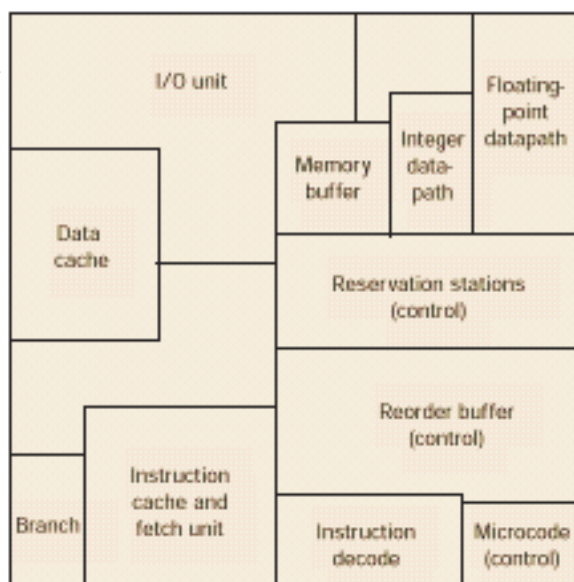 I/O unit
Floating-
point
datapath
Integer
data-
path
Memory
buffer
Data
cache
Reservation stations
(control)
Reorder buffer
(control)
Instruction
cache and
fetch unit
Branch
Instruction
decode
Microcode
(control)